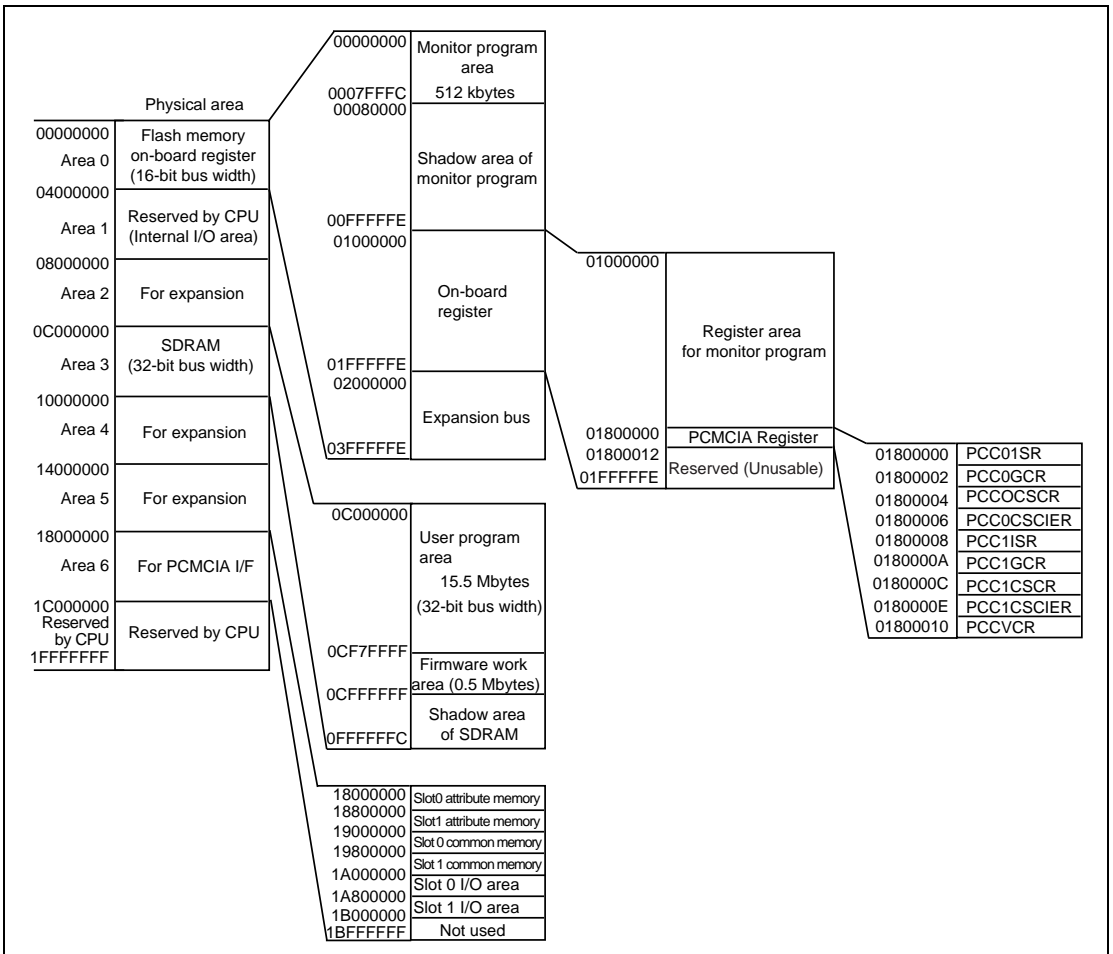 Physical area
00000000
Area 0
Flash memory
on-board register
(16-bit bus width)
04000000
Area 1
Reserved by CPU
(Internal I/O area)
08000000
Area 2
For expansion
0C000000
Area 3
SDRAM
(32-bit bus width)
10000000
Area 4
For expansion
14000000
Area 5
For expansion
18000000
Area 6
For PCMCIA I/F
1C000000
Reserved
by CPU
Reserved by CPU
1FFFFFFF
00000000
Monitor program
area
512 kbytes
0007FFFC
00080000
Shadow area of
monitor program
00FFFFFE
01000000
On-board
register
01FFFFFE
02000000
Expansion bus
03FFFFFE
0C000000
User program
area
15.5 Mbytes
(32-bit bus width)
0CF7FFFF
Firmware work
area (0.5 Mbytes)
0CFFFFFF
Shadow area
of SDRAM
0FFFFFFC
18000000 Slot0 attribute memory
18800000 Slot1 attribute memory
19000000 Slot 0 common memory
19800000 Slot 1 common memory
1A000000 Slot 0 I/O area
1A800000 Slot 1 I/O area
1B000000 Not used
1BFFFFFF
01000000
Register area
for monitor program
01800000 PCMCIA Register
01800012 Reserved (Unusable)
01FFFFFE
01800000 PCC01SR
01800002 PCC0GCR
01800004 PCCOCSCR
01800006 PCC0CSCIER
01800008 PCC1ISR
0180000A PCC1GCR
0180000C PCC1CSCR
0180000E PCC1CSCIER
01800010 PCCVCR